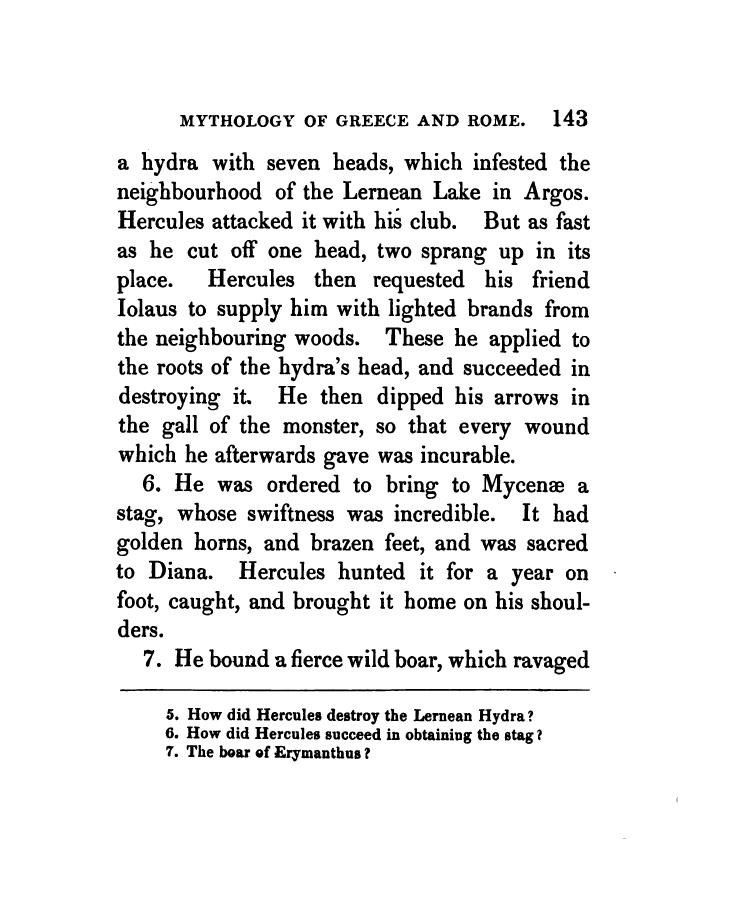 MYTHOLOGY OF GREECE AND ROME. 143
a hydra with seven heads, which infested the
neighbourhood of the Lernean Lake in Argos.
Hercules attacked it with his club. But as fast
as he cut off one head, two sprang up in its
place. Hercules then requested his friend
Iolaus to supply him with lighted brands from
the neighbouring woods. These he applied to
the roots of the hydra's head, and succeeded in
destroying it. He then dipped his arrows in
the gall of the monster, so that every wound
which he afterwards gave was incurable.
6. He was ordered to bring to Mycenæ a
stag, whose swiftness was incredible. It had
golden horns, and brazen feet, and was sacred
to Diana. Hercules hunted it for a year on
foot, caught, and brought it home on his shoul-
ders.
7. He bound a fierce wild boar, which ravaged
5. How did Hercules destroy the Lernean Hydra?
6. How did Hercules succeed in obtaining the stag?
7. The boar of Erymanthus?